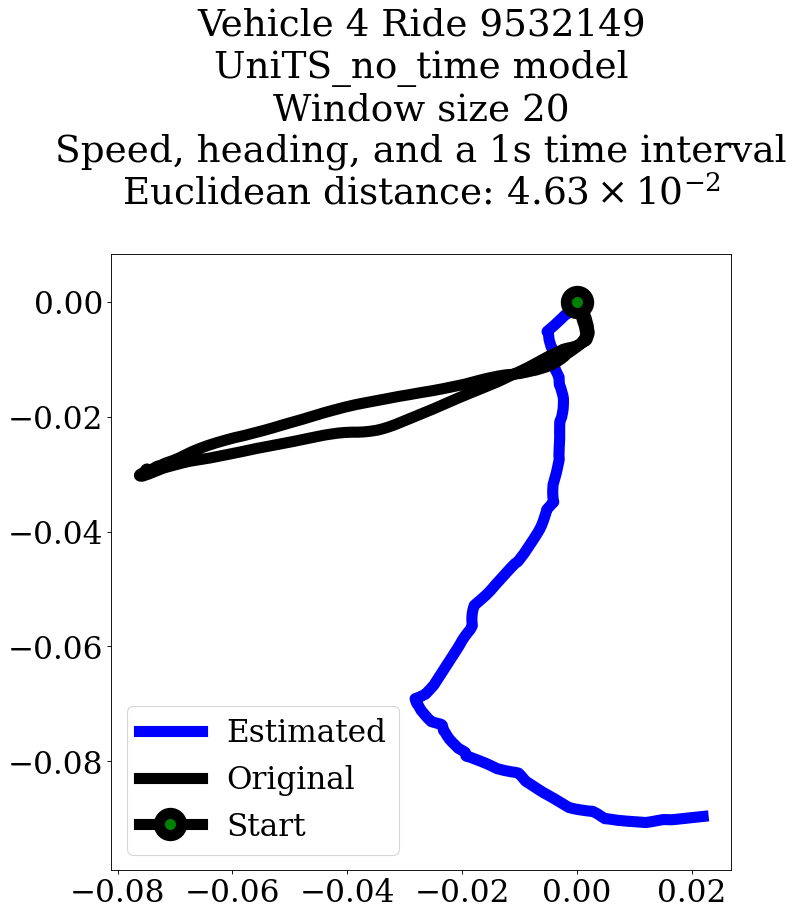 Vehicle 4 Ride 9532149
UniTS_no_time model
Window size 20
Speed, heading, and a 1s time interval
Euclidean distance: 4.63 × 10⁻²
0.00
−0.02
−0.04
−0.06
−0.08
Estimated
Original
Start
−0.08 −0.06 −0.04 −0.02 0.00 0.02